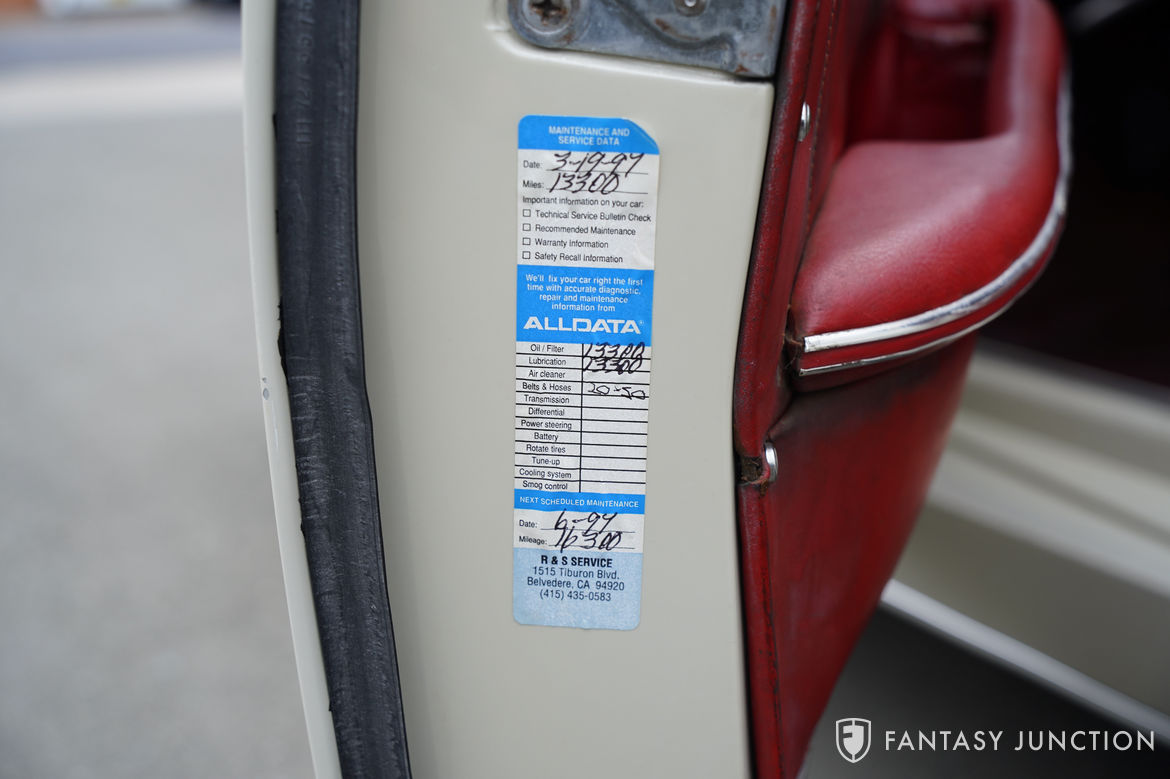 MAINTENANCE AND
SERVICE DATA
Date: 3-19-94
Miles: 13300
Important information on your car:
☐ Technical Service Bulletin Check
☐ Recommended Maintenance
☐ Warranty Information
☐ Safety Recall Information
We'll fix your car right the first
time with accurate diagnostic,
repair and maintenance
information from
ALLDATA®
Oil / Filter 13300
Lubrication 13300
Air cleaner
Belts & Hoses 20-50
Transmission
Differential
Power steering
Battery
Rotate tires
Tune-up
Cooling system
Smog control
NEXT SCHEDULED MAINTENANCE
Date: 6-94
Mileage: 16300
R & S SERVICE
1515 Tiburon Blvd.
Belvedere, CA 94920
(415) 435-0583
FANTASY JUNCTION